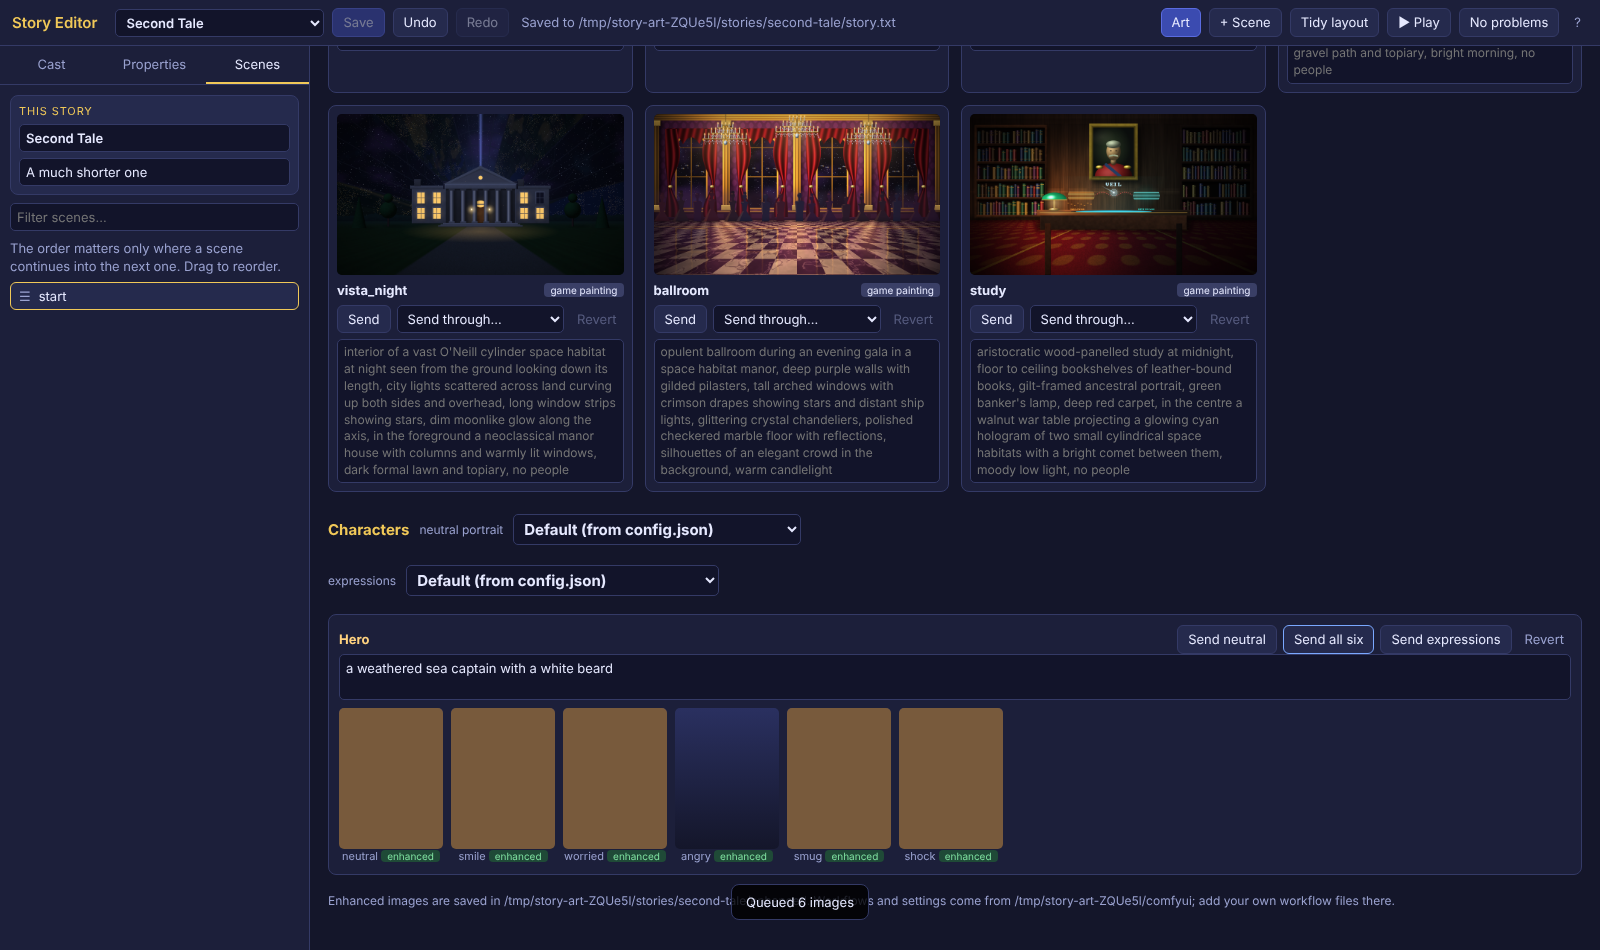 Story Editor
Second Tale
Save
Undo
Redo
Saved to /tmp/story-art-ZQUe5I/stories/second-tale/story.txt
Art
+ Scene
Tidy layout
▶ Play
No problems
?
Cast
Properties
Scenes
THIS STORY
Second Tale
A much shorter one
Filter scenes...
The order matters only where a scene
continues into the next one. Drag to reorder.
☰ start
gravel path and topiary, bright morning, no
people
vista_night
game painting
Send
Send through...
Revert
interior of a vast O'Neill cylinder space habitat
at night seen from the ground looking down its
length, city lights scattered across land curving
up both sides and overhead, long window strips
showing stars, dim moonlike glow along the
axis, in the foreground a neoclassical manor
house with columns and warmly lit windows,
dark formal lawn and topiary, no people
ballroom
game painting
Send
Send through...
Revert
opulent ballroom during an evening gala in a
space habitat manor, deep purple walls with
gilded pilasters, tall arched windows with
crimson drapes showing stars and distant ship
lights, glittering crystal chandeliers, polished
checkered marble floor with reflections,
silhouettes of an elegant crowd in the
background, warm candlelight
VEIL
study
game painting
Send
Send through...
Revert
aristocratic wood-panelled study at midnight,
floor to ceiling bookshelves of leather-bound
books, gilt-framed ancestral portrait, green
banker's lamp, deep red carpet, in the centre a
walnut war table projecting a glowing cyan
hologram of two small cylindrical space
habitats with a bright comet between them,
moody low light, no people
Characters
neutral portrait
Default (from config.json)
expressions
Default (from config.json)
Hero
Send neutral
Send all six
Send expressions
Revert
a weathered sea captain with a white beard
neutral enhanced
smile enhanced
worried enhanced
angry enhanced
smug enhanced
shock enhanced
Enhanced images are saved in /tmp/story-art-ZQUe5I/stories/second-ta
Queued 6 images
s and settings come from /tmp/story-art-ZQUe5I/comfyui; add your own workflow files there.